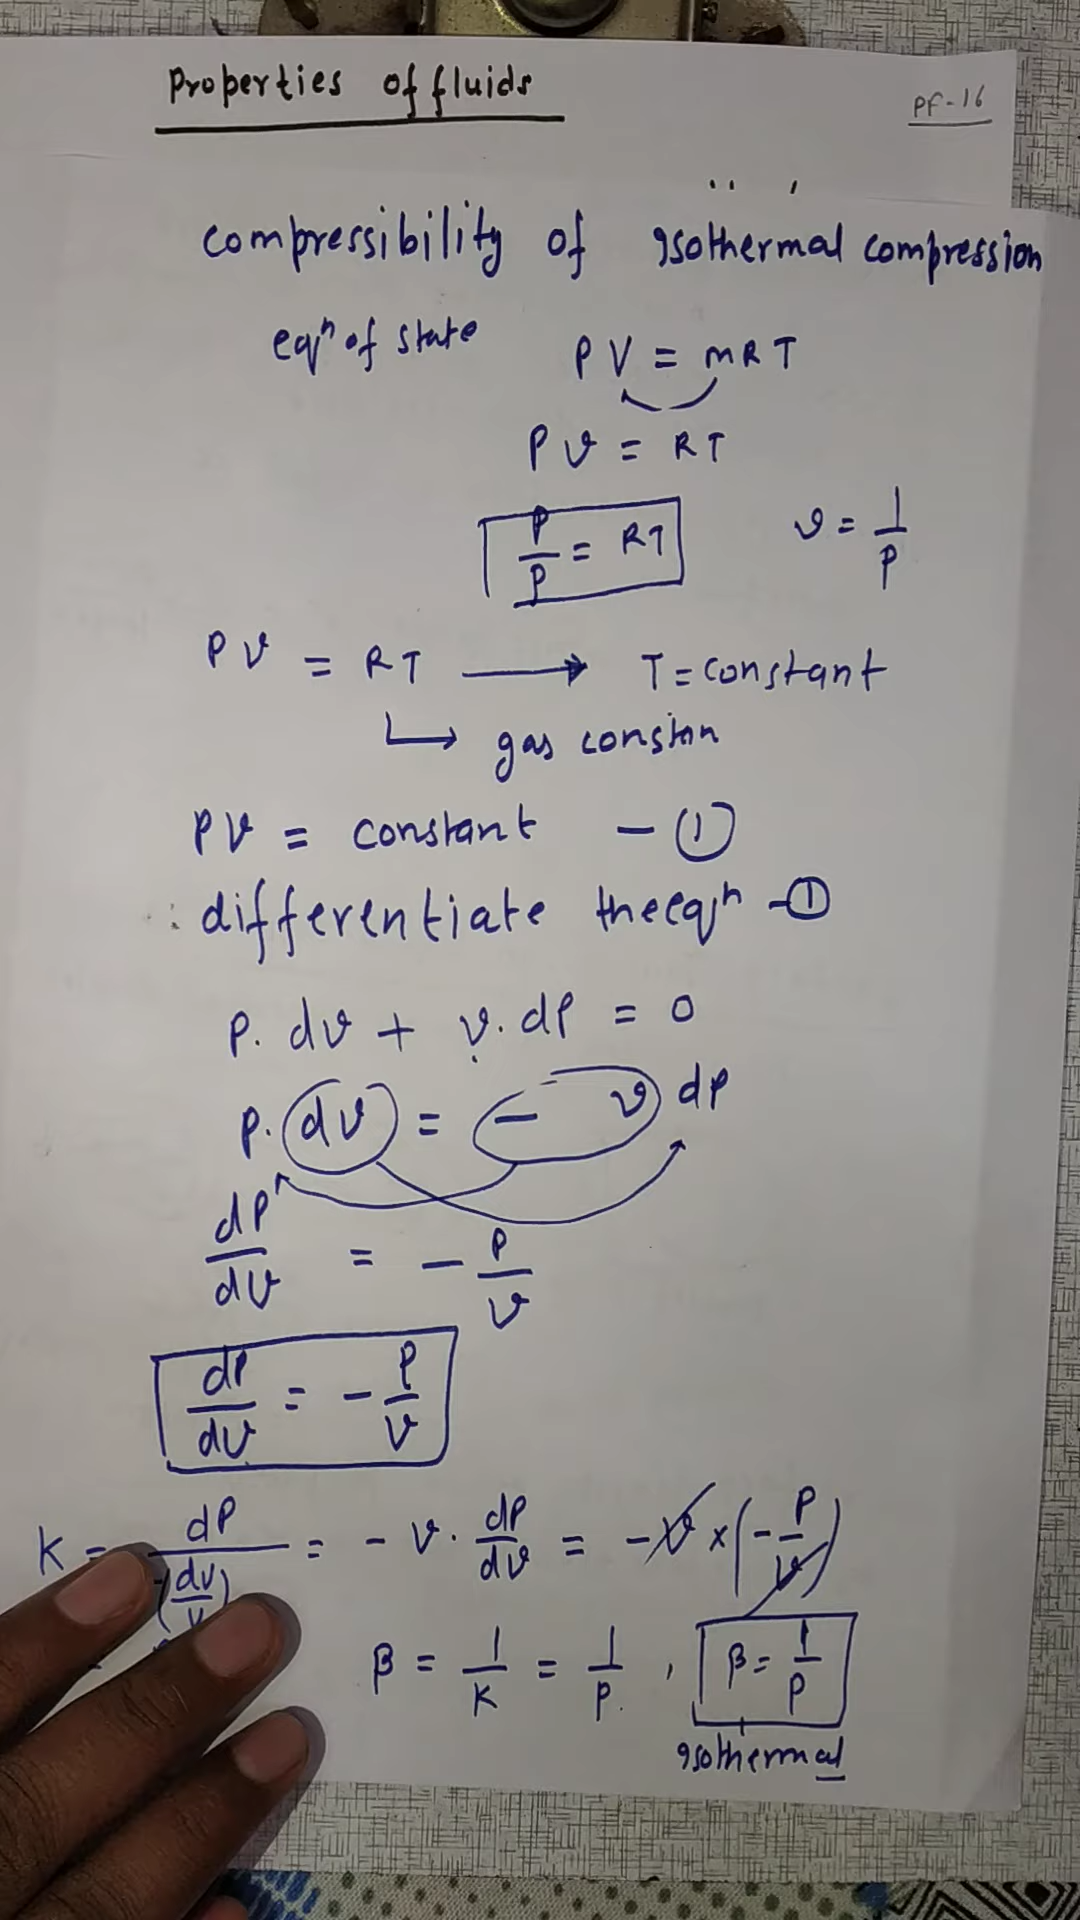 Properties of fluids
PF-16
compressibility of Isothermal compression
eqn of state PV = mRT
Pv = RT
P/ρ = RT v = 1/ρ
Pv = RT → T = constant
↳ gas constan
Pv = constant - ①
: differentiate the eqn - ①
P. dv + v. dP = 0
P. dv = - v dP
dP/dv = - P/v
dP/dv = - P/v
K = dP/-(dv/v) = - v. dP/dv = - v × (- P/v)
β = 1/K = 1/P. , β = 1/P
Isothermal